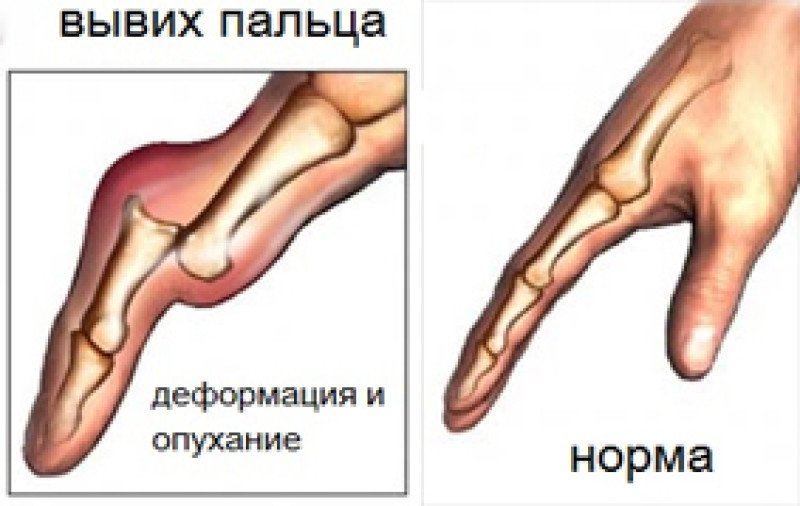 вывих пальца
деформация и
опухание
норма